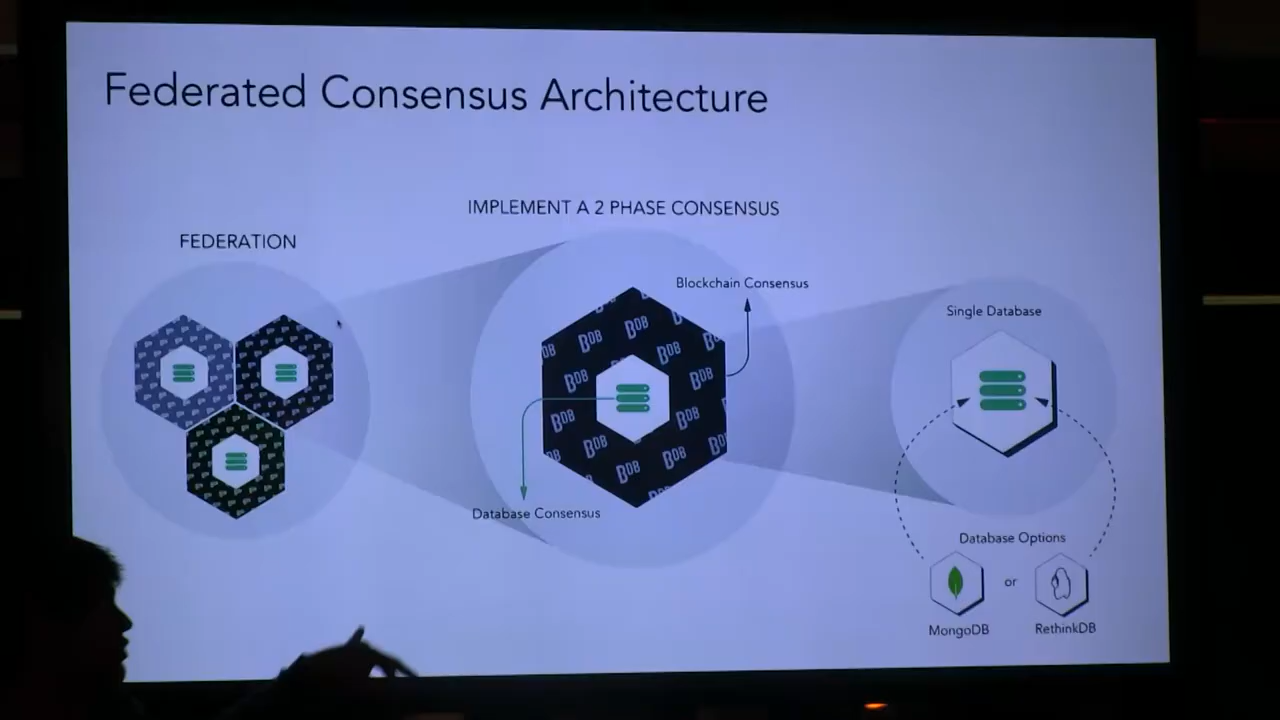 Federated Consensus Architecture
IMPLEMENT A 2 PHASE CONSENSUS
FEDERATION
Blockchain Consensus
Single Database
BDB
Database Consensus
Database Options
or
MongoDB
RethinkDB